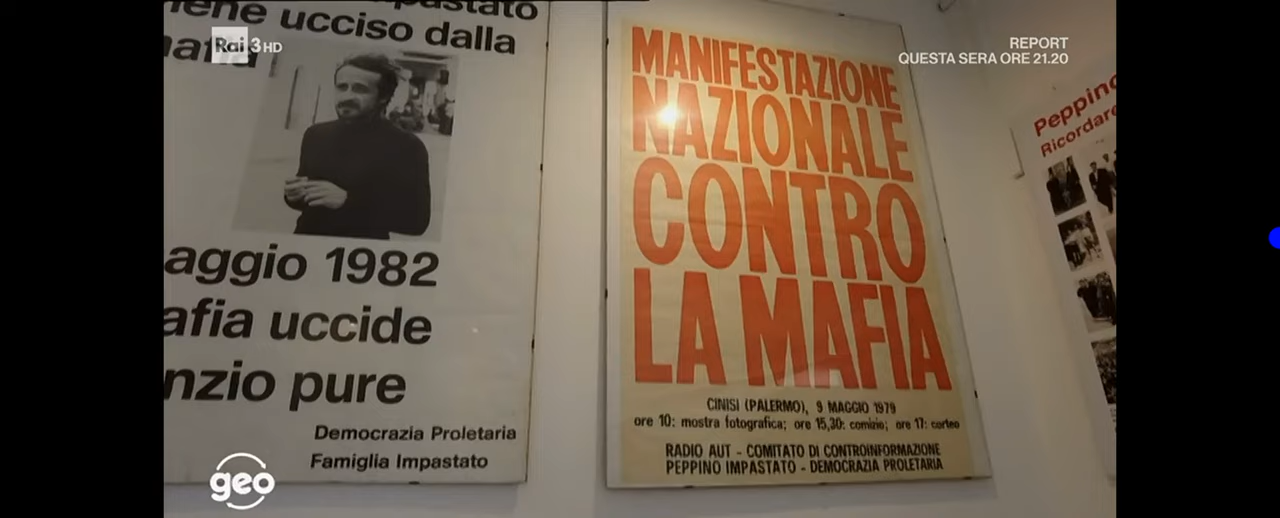 pastato
ene ucciso dalla
mafia
aggio 1982
afia uccide
nzio pure
Democrazia Proletaria
Famiglia Impastato
Rai 3 HD
geo
MANIFESTAZIONE
NAZIONALE
CONTRO
LA MAFIA
CINISI (PALERMO), 9 MAGGIO 1979
ore 10: mostra fotografica; ore 15,30: comizio; ore 17: corteo
RADIO AUT - COMITATO DI CONTROINFORMAZIONE
PEPPINO IMPASTATO - DEMOCRAZIA PROLETARIA
REPORT
QUESTA SERA ORE 21.20
Peppino
Ricordare